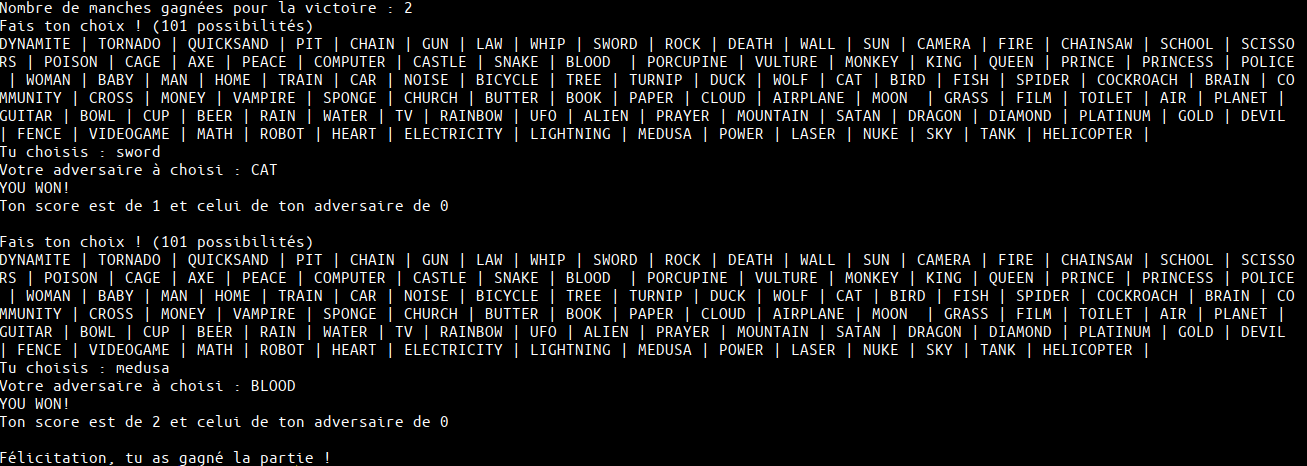 Nombre de manches gagnées pour la victoire : 2
Fais ton choix ! (101 possibilités)
DYNAMITE | TORNADO | QUICKSAND | PIT | CHAIN | GUN | LAW | WHIP | SWORD | ROCK | DEATH | WALL | SUN | CAMERA | FIRE | CHAINSAW | SCHOOL | SCISSO
RS | POISON | CAGE | AXE | PEACE | COMPUTER | CASTLE | SNAKE | BLOOD  | PORCUPINE | VULTURE | MONKEY | KING | QUEEN | PRINCE | PRINCESS | POLICE
 | WOMAN | BABY | MAN | HOME | TRAIN | CAR | NOISE | BICYCLE | TREE | TURNIP | DUCK | WOLF | CAT | BIRD | FISH | SPIDER | COCKROACH | BRAIN | CO
MMUNITY | CROSS | MONEY | VAMPIRE | SPONGE | CHURCH | BUTTER | BOOK | PAPER | CLOUD | AIRPLANE | MOON  | GRASS | FILM | TOILET | AIR | PLANET |
GUITAR | BOWL | CUP | BEER | RAIN | WATER | TV | RAINBOW | UFO | ALIEN | PRAYER | MOUNTAIN | SATAN | DRAGON | DIAMOND | PLATINUM | GOLD | DEVIL
| FENCE | VIDEOGAME | MATH | ROBOT | HEART | ELECTRICITY | LIGHTNING | MEDUSA | POWER | LASER | NUKE | SKY | TANK | HELICOPTER |
Tu choisis : sword
Votre adversaire à choisi : CAT
YOU WON!
Ton score est de 1 et celui de ton adversaire de 0

Fais ton choix ! (101 possibilités)
DYNAMITE | TORNADO | QUICKSAND | PIT | CHAIN | GUN | LAW | WHIP | SWORD | ROCK | DEATH | WALL | SUN | CAMERA | FIRE | CHAINSAW | SCHOOL | SCISSO
RS | POISON | CAGE | AXE | PEACE | COMPUTER | CASTLE | SNAKE | BLOOD  | PORCUPINE | VULTURE | MONKEY | KING | QUEEN | PRINCE | PRINCESS | POLICE
 | WOMAN | BABY | MAN | HOME | TRAIN | CAR | NOISE | BICYCLE | TREE | TURNIP | DUCK | WOLF | CAT | BIRD | FISH | SPIDER | COCKROACH | BRAIN | CO
MMUNITY | CROSS | MONEY | VAMPIRE | SPONGE | CHURCH | BUTTER | BOOK | PAPER | CLOUD | AIRPLANE | MOON  | GRASS | FILM | TOILET | AIR | PLANET |
GUITAR | BOWL | CUP | BEER | RAIN | WATER | TV | RAINBOW | UFO | ALIEN | PRAYER | MOUNTAIN | SATAN | DRAGON | DIAMOND | PLATINUM | GOLD | DEVIL
| FENCE | VIDEOGAME | MATH | ROBOT | HEART | ELECTRICITY | LIGHTNING | MEDUSA | POWER | LASER | NUKE | SKY | TANK | HELICOPTER |
Tu choisis : medusa
Votre adversaire à choisi : BLOOD
YOU WON!
Ton score est de 2 et celui de ton adversaire de 0

Félicitation, tu as gagné la partie !